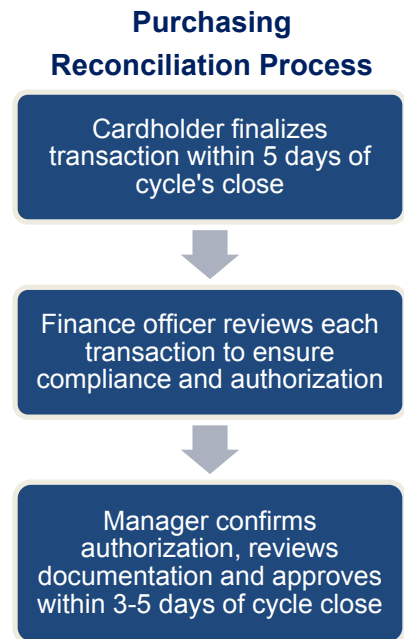 Purchasing
Reconciliation Process
Cardholder finalizes
transaction within 5 days of
cycle's close
Finance officer reviews each
transaction to ensure
compliance and authorization
Manager confirms
authorization, reviews
documentation and approves
within 3-5 days of cycle close